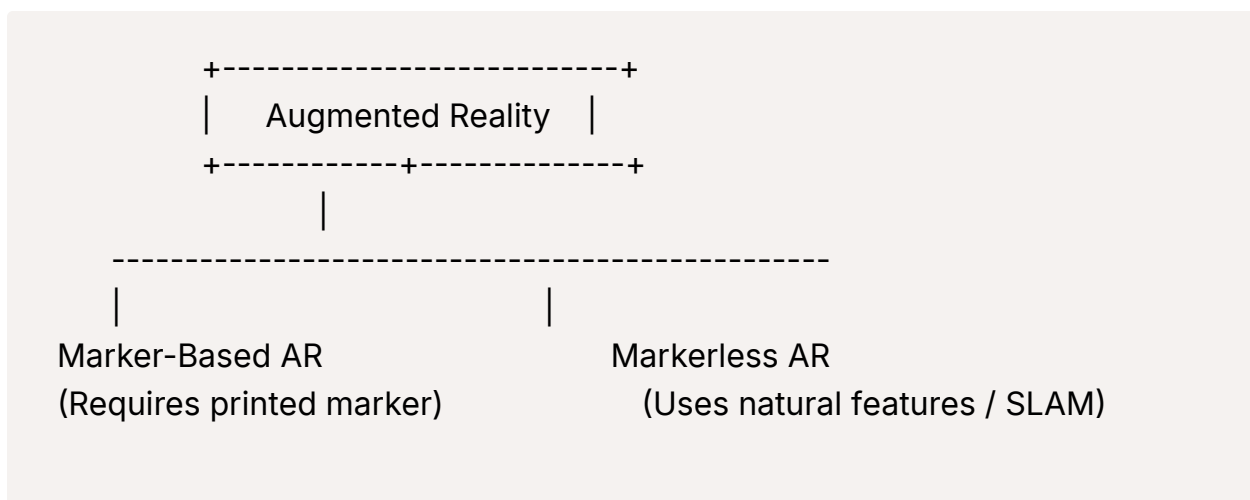 +---------------------------+
| Augmented Reality |
+------------+--------------+
|
-------------------------------------------------
| |
Marker-Based AR Markerless AR
(Requires printed marker) (Uses natural features / SLAM)